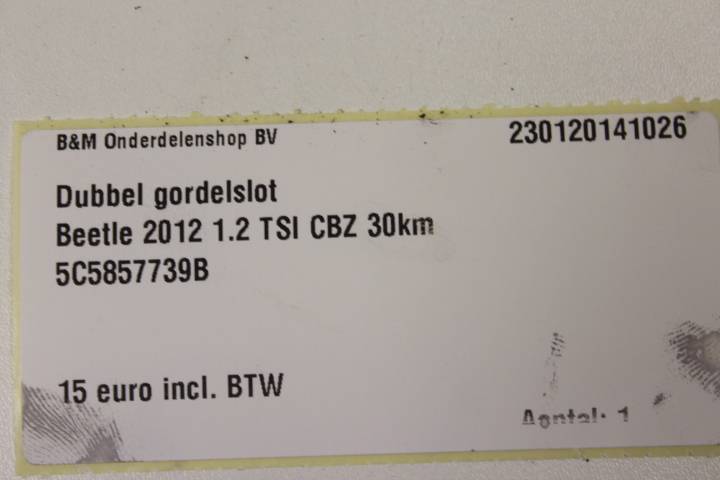 B&M Onderdelenshop BV 230120141026
Dubbel gordelslot
Beetle 2012 1.2 TSI CBZ 30km
5C5857739B
15 euro incl. BTW
Aantal: 1